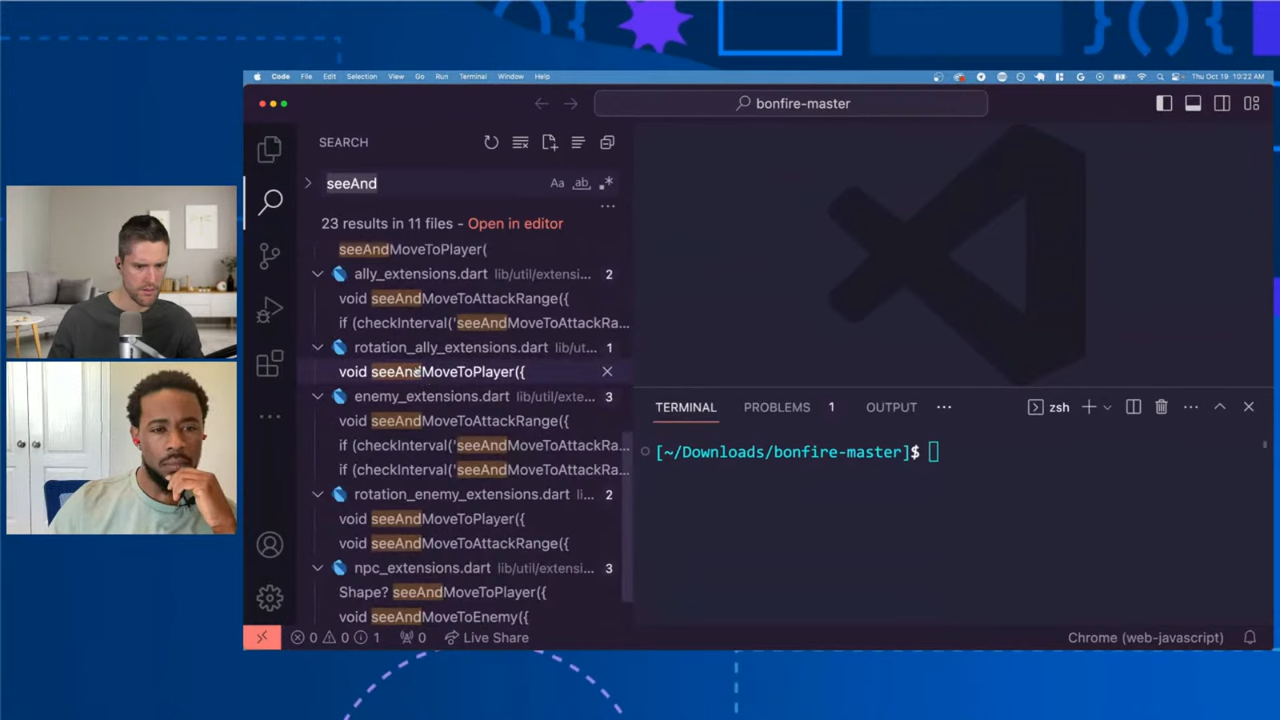 Code File Edit Selection View Go Run Terminal Window Help
Thu Oct 19 10:22 AM
bonfire-master
SEARCH
seeAnd
Aa ab .*
23 results in 11 files - Open in editor
seeAndMoveToPlayer(
ally_extensions.dart lib/util/extensi... 2
void seeAndMoveToAttackRange({
if (checkInterval('seeAndMoveToAttackRa...
rotation_ally_extensions.dart lib/ut... 1
void seeAndMoveToPlayer({
enemy_extensions.dart lib/util/exte... 3
void seeAndMoveToAttackRange({
if (checkInterval('seeAndMoveToAttackRa...
if (checkInterval('seeAndMoveToAttackRa...
rotation_enemy_extensions.dart li... 2
void seeAndMoveToPlayer({
void seeAndMoveToAttackRange({
npc_extensions.dart lib/util/extensi... 3
Shape? seeAndMoveToPlayer({
void seeAndMoveToEnemy({
TERMINAL PROBLEMS 1 OUTPUT ... zsh
[~/Downloads/bonfire-master]$
0 0 1 0 Live Share
Chrome (web-javascript)